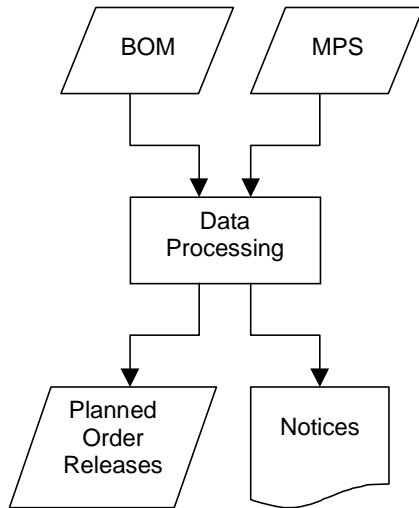 BOM
MPS
Data
Processing
Planned
Order
Releases
Notices